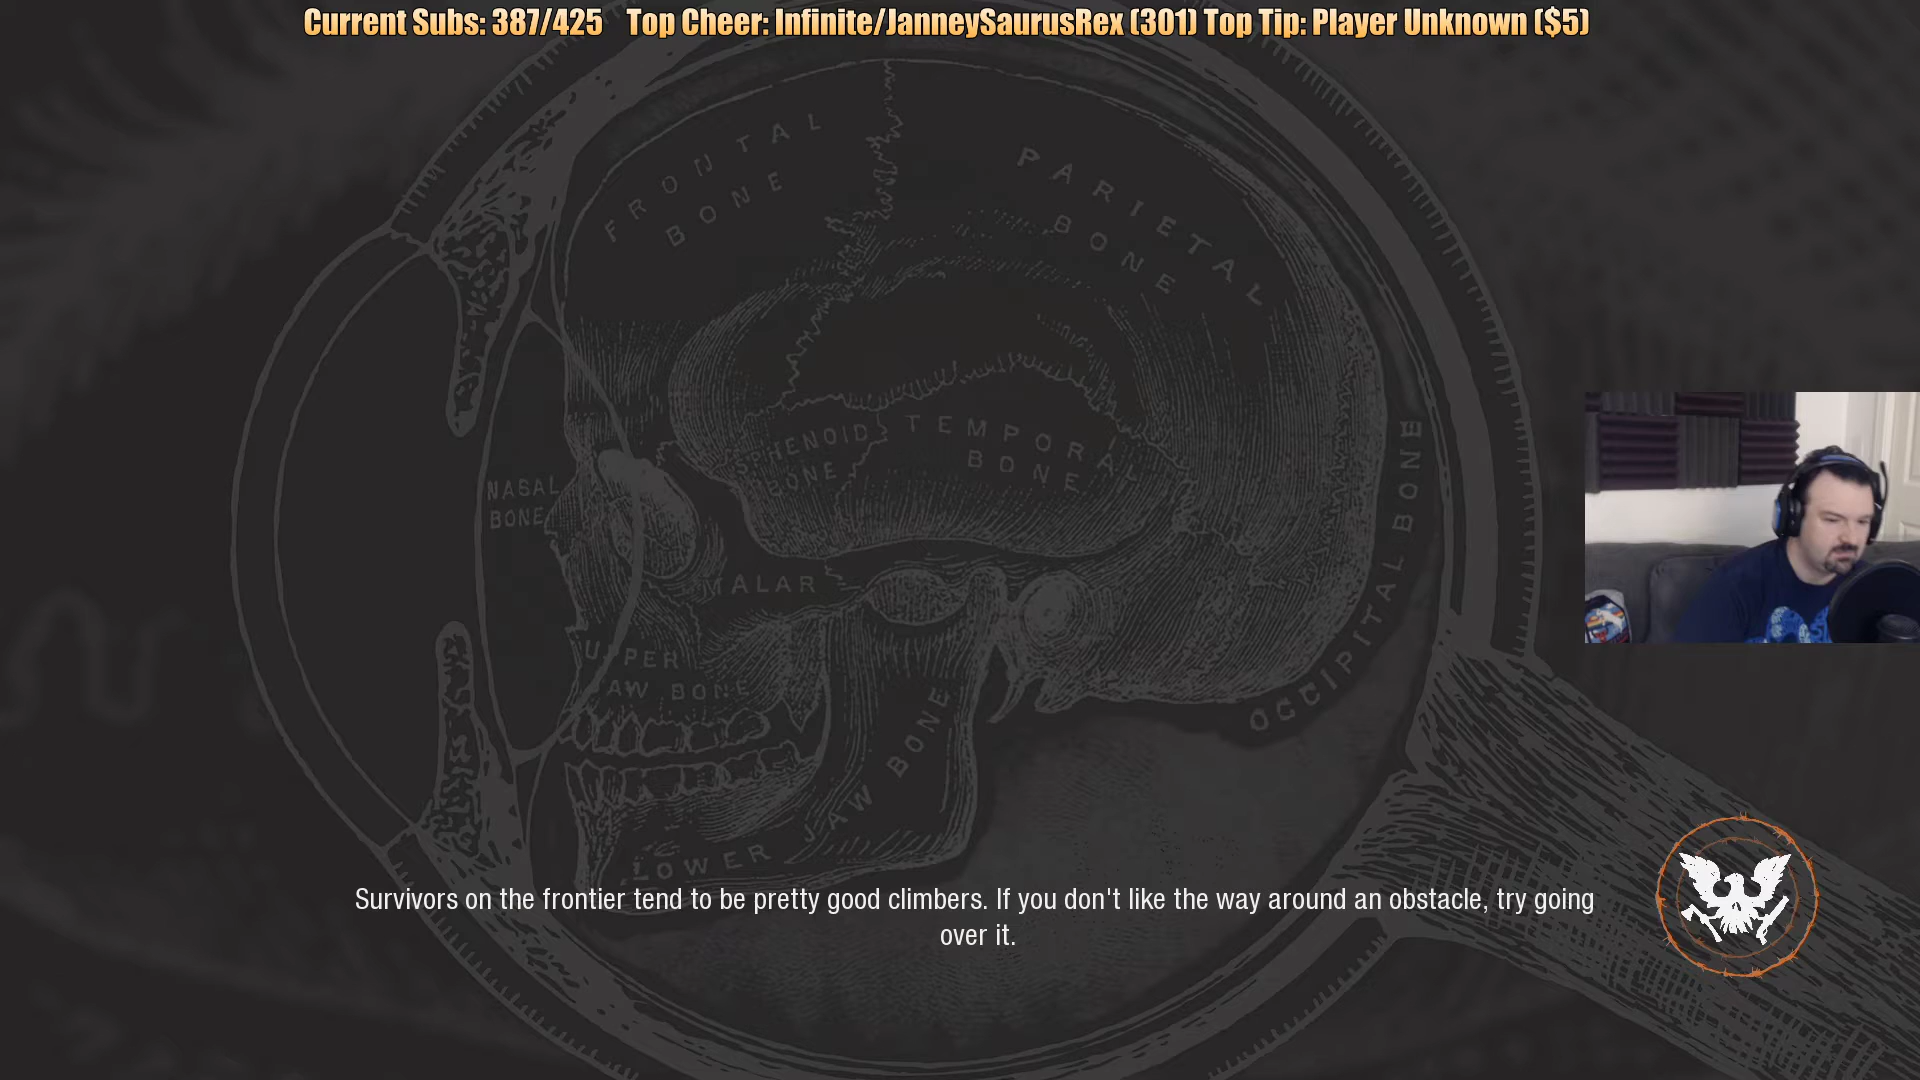 Current Subs: 387/425    Top Cheer: Infinite/JanneySaurusRex (301) Top Tip: Player Unknown ($5)
FRONTAL
BONE
PARIETAL
BONE
SPHENOID
BONE
TEMPORAL
BONE
NASAL
BONE
MALAR
UPPER
JAW BONE
LOWER JAW BONE
OCCIPITAL BONE
Survivors on the frontier tend to be pretty good climbers. If you don't like the way around an obstacle, try going
over it.